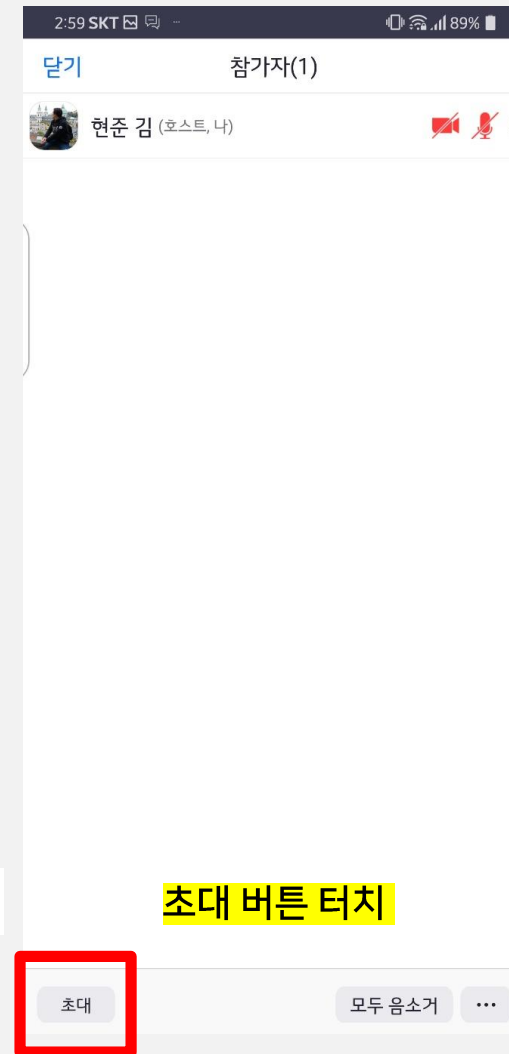 2:59 SKT 89%
닫기 참가자(1)
현준 김 (호스트, 나)
초대 버튼 터치
초대 모두 음소거 ···